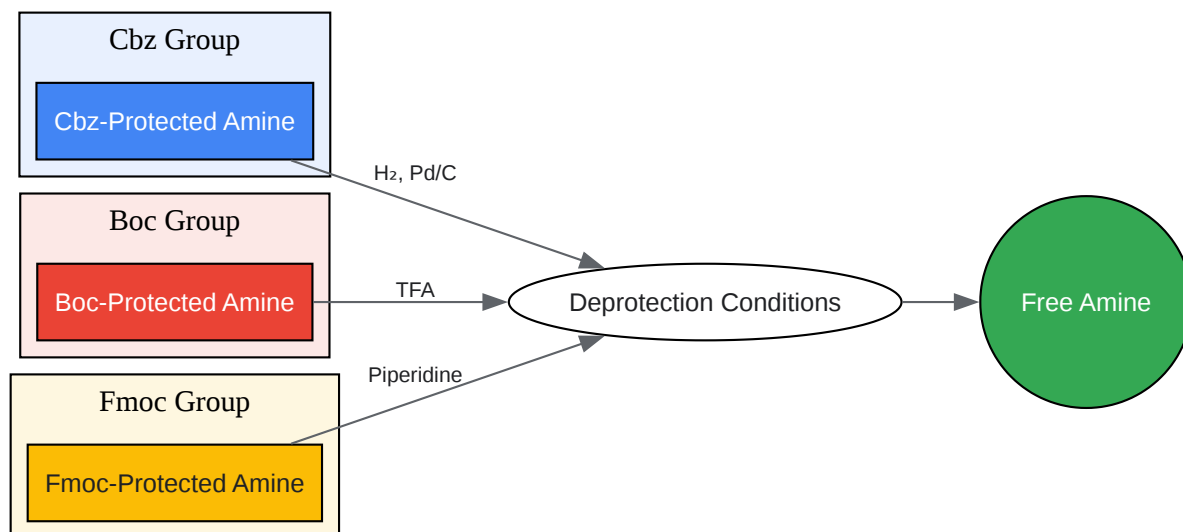 Cbz Group
Cbz-Protected Amine
H₂, Pd/C
Boc Group
Boc-Protected Amine
TFA
Deprotection Conditions
Free Amine
Piperidine
Fmoc Group
Fmoc-Protected Amine